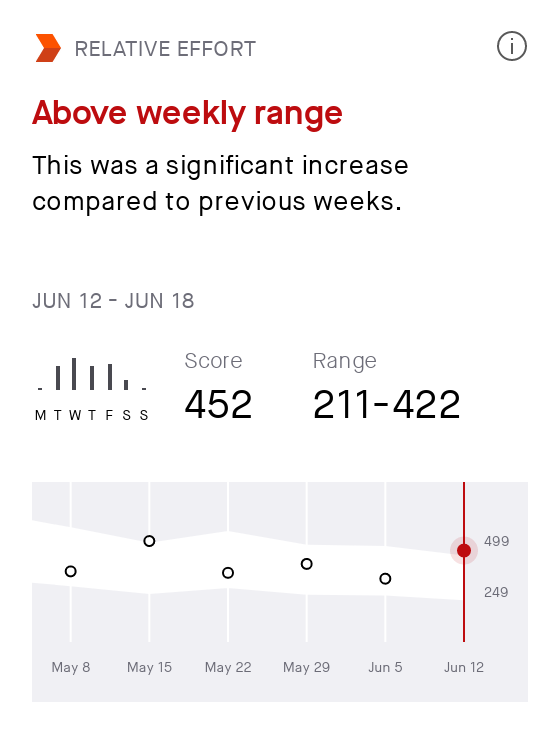 RELATIVE EFFORT
Above weekly range
This was a significant increase
compared to previous weeks.
JUN 12 - JUN 18
Score
Range
452
211-422
M T W T F S S
499
249
May 8
May 15
May 22
May 29
Jun 5
Jun 12